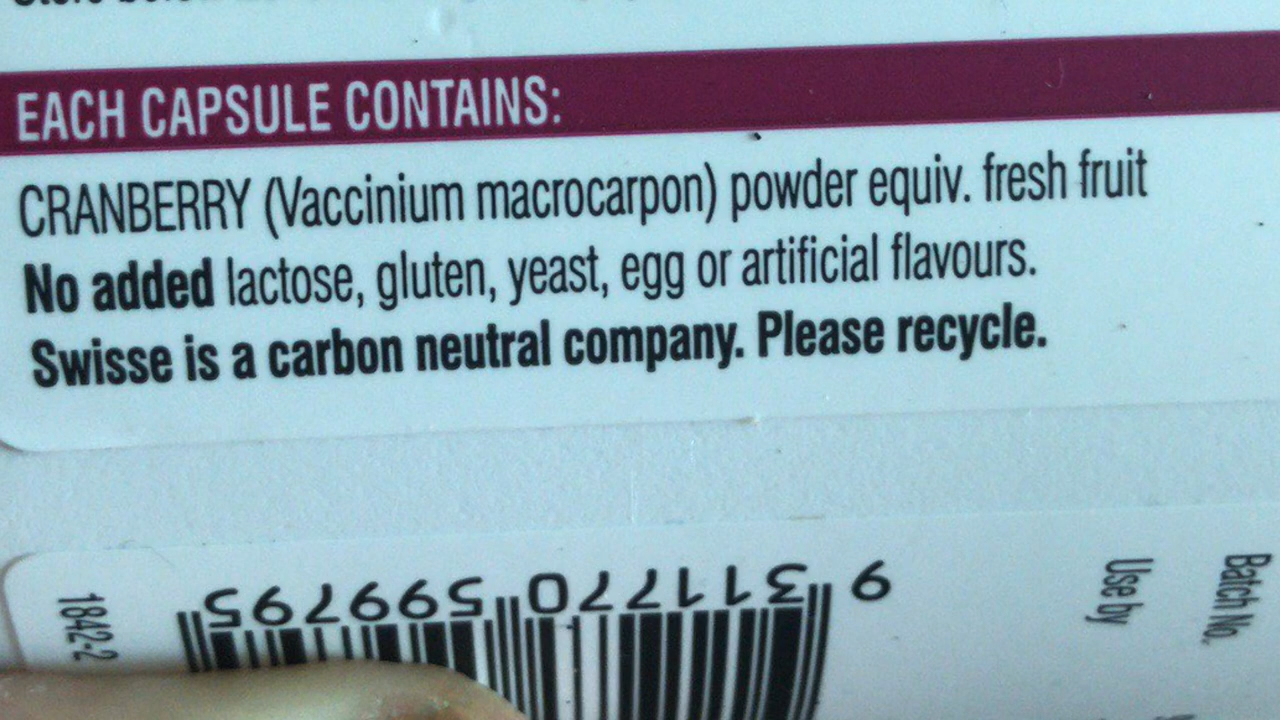 EACH CAPSULE CONTAINS:
CRANBERRY (Vaccinium macrocarpon) powder equiv. fresh fruit
No added lactose, gluten, yeast, egg or artificial flavours.
Swisse is a carbon neutral company. Please recycle.
9 311770 599795
1842-2
Use by
Batch No.